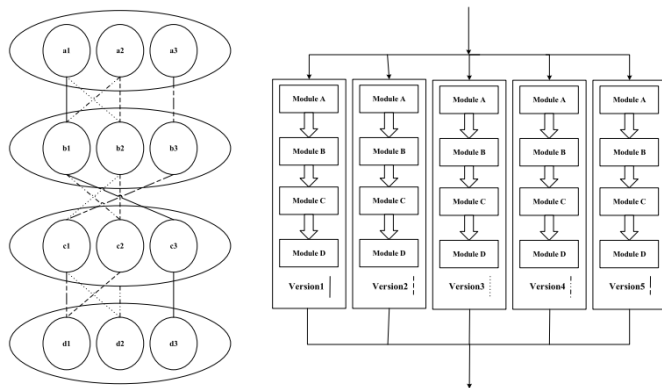 a1 a2 a3
b1 b2 b3
c1 c2 c3
d1 d2 d3
Module A Module A Module A Module A Module A
Module B Module B Module B Module B Module B
Module C Module C Module C Module C Module C
Module D Module D Module D Module D Module D
Version1 Version2 Version3 Version4 Version5